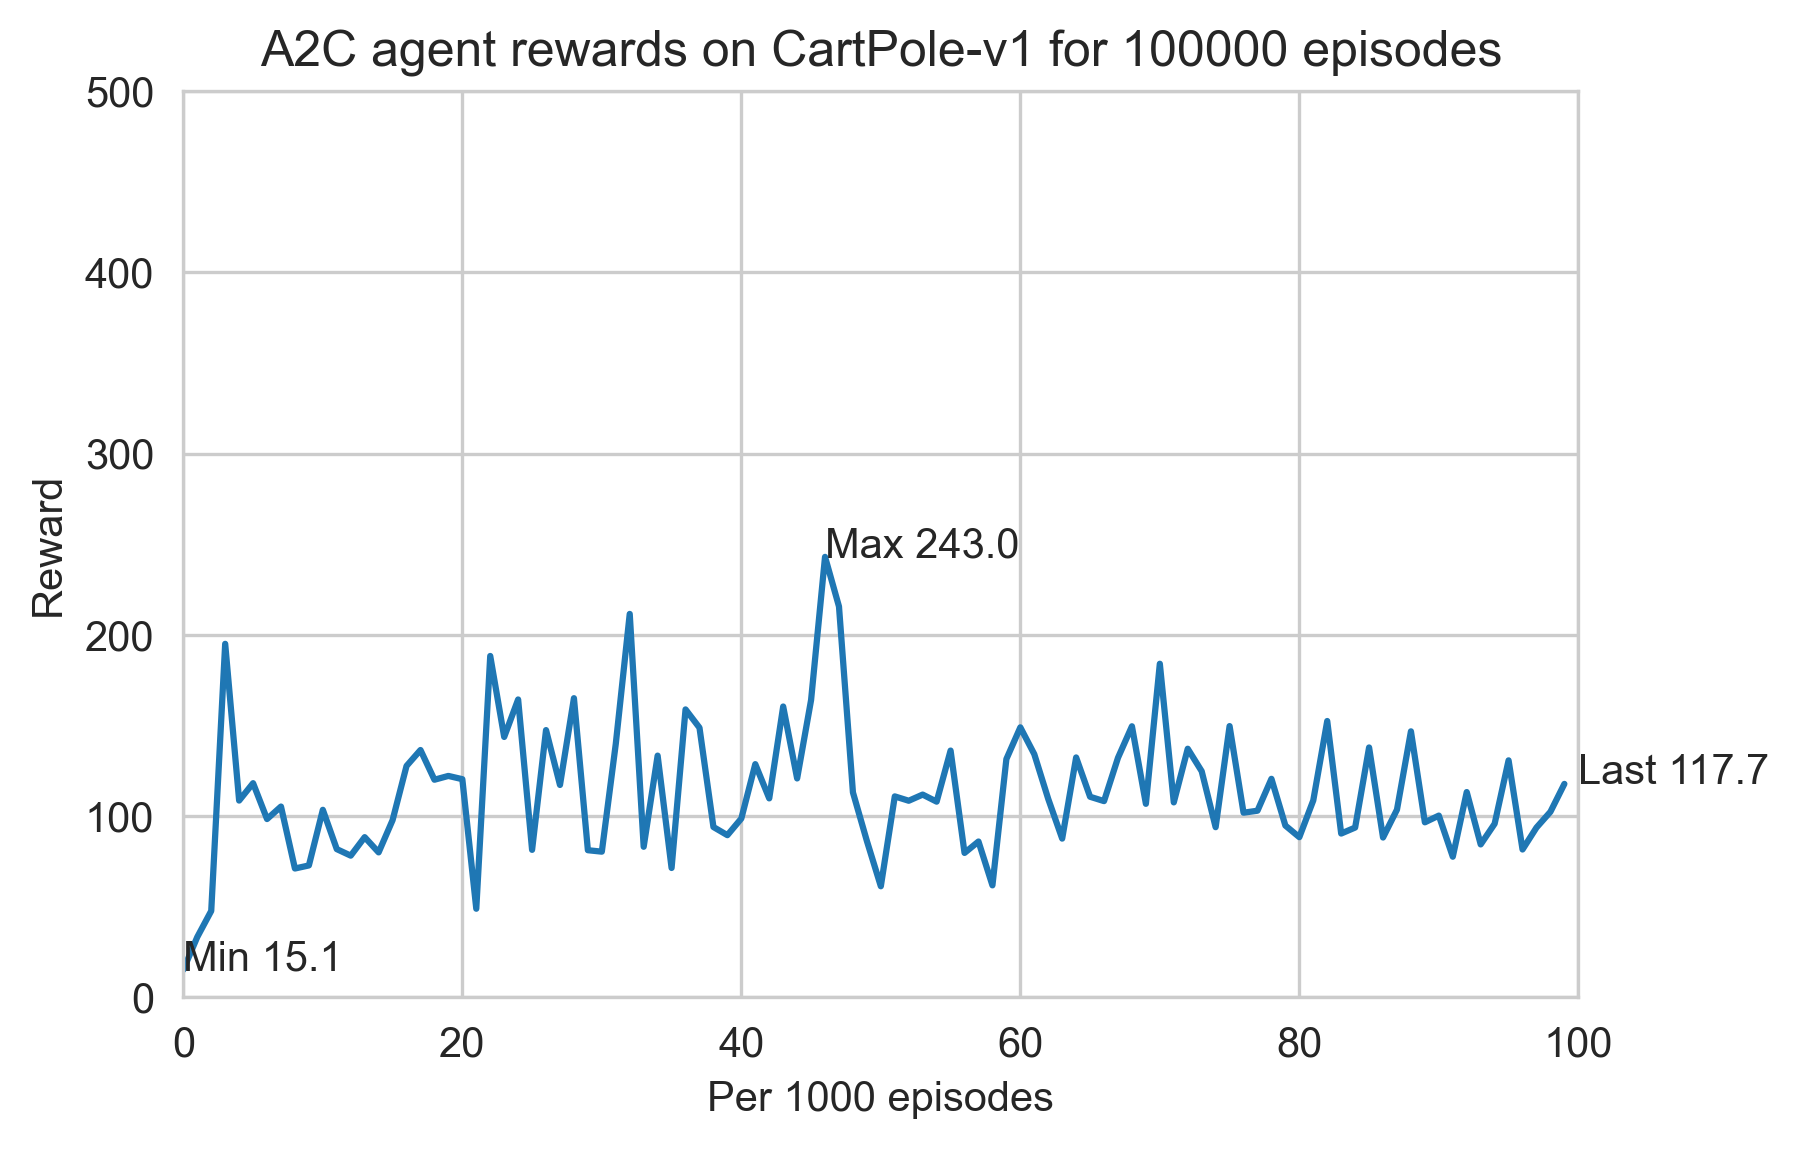 A2C agent rewards on CartPole-v1 for 100000 episodes
500
400
300
200
100
0
Reward
Max 243.0
Last 117.7
Min 15.1
0 20 40 60 80 100
Per 1000 episodes